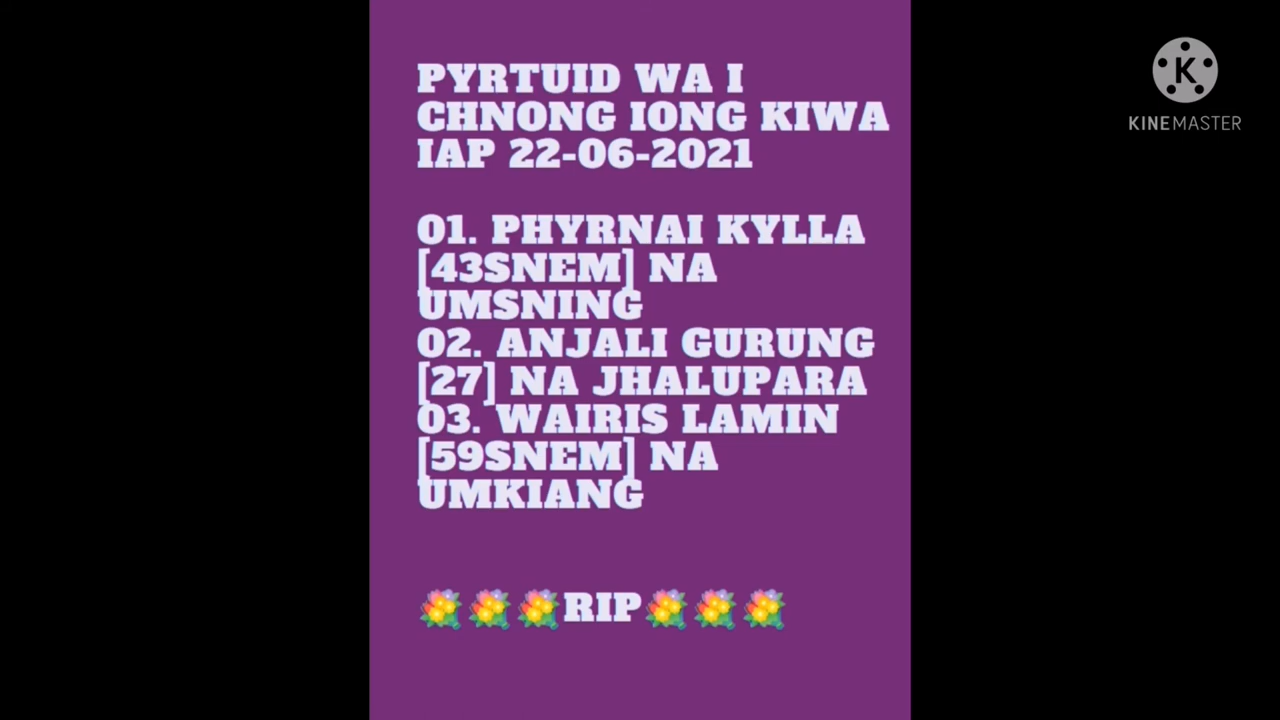 PYRTUID WA I
CHNONG IONG KIWA
IAP 22-06-2021
01. PHYRNAI KYLLA
[43SNEM] NA
UMSNING
02. ANJALI GURUNG
[27] NA JHALUPARA
03. WAIRIS LAMIN
[59SNEM] NA
UMKIANG
💐💐💐RIP💐💐💐
K
KINEMASTER